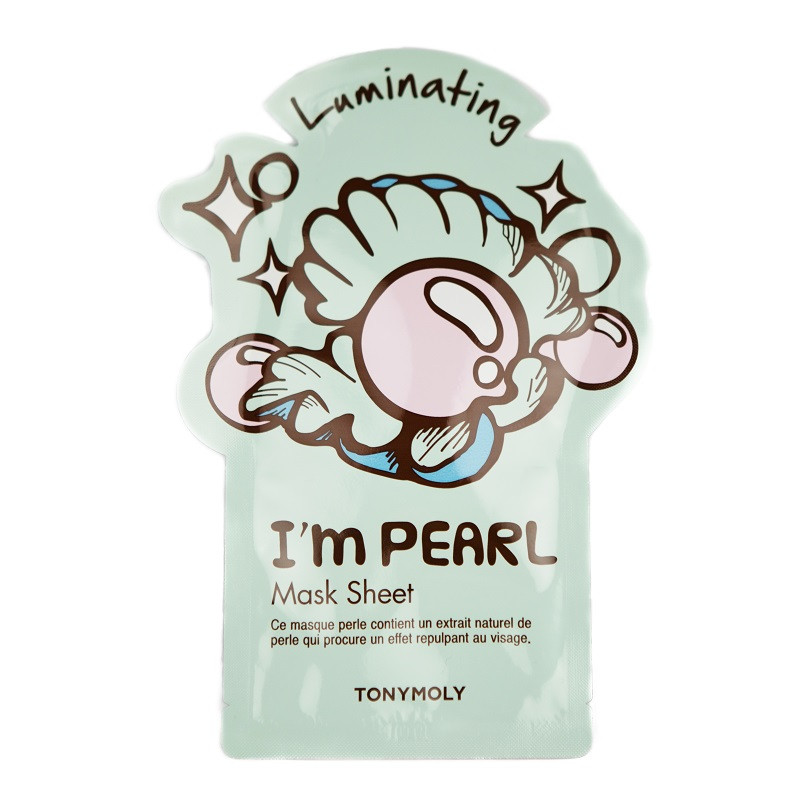 Luminating
I'm PEARL
Mask Sheet
Ce masque perle contient un extrait naturel de
perle qui procure un effet repulpant au visage.
TONYMOLY